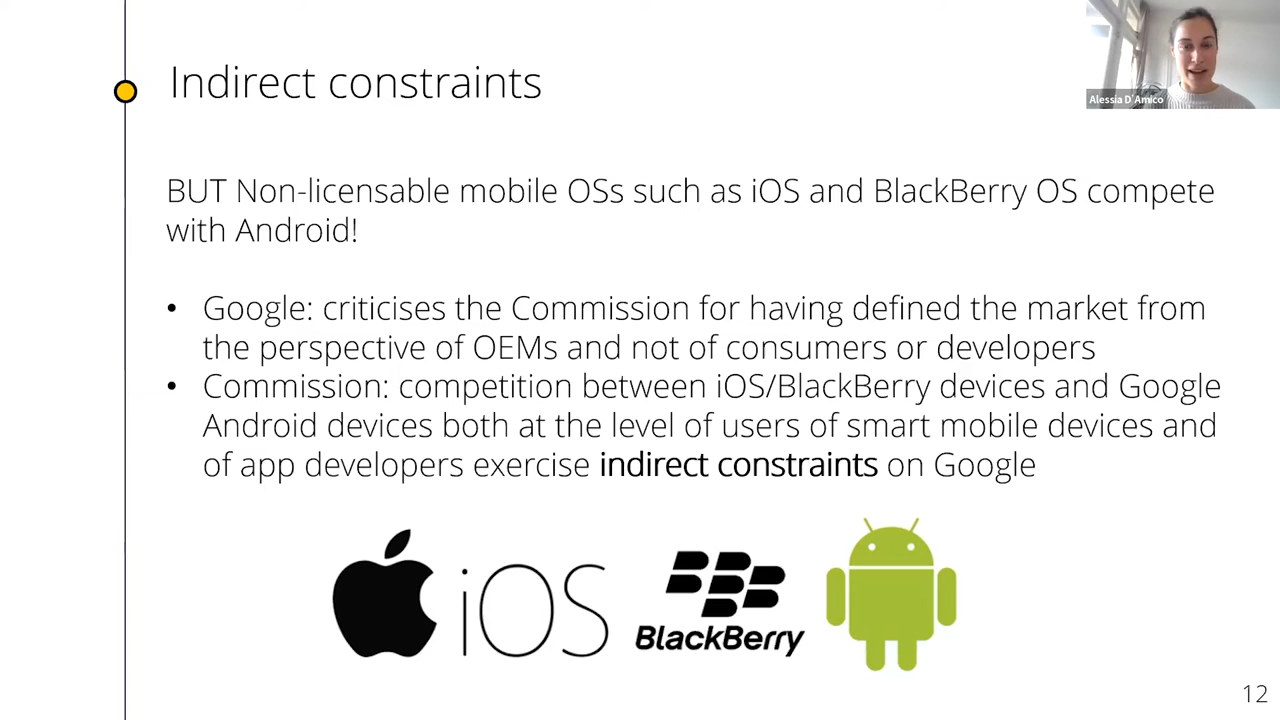 Indirect constraints
Alessia D'Amico
BUT Non-licensable mobile OSs such as iOS and BlackBerry OS compete
with Android!
• Google: criticises the Commission for having defined the market from
the perspective of OEMs and not of consumers or developers
• Commission: competition between iOS/BlackBerry devices and Google
Android devices both at the level of users of smart mobile devices and
of app developers exercise indirect constraints on Google
iOS
BlackBerry
12